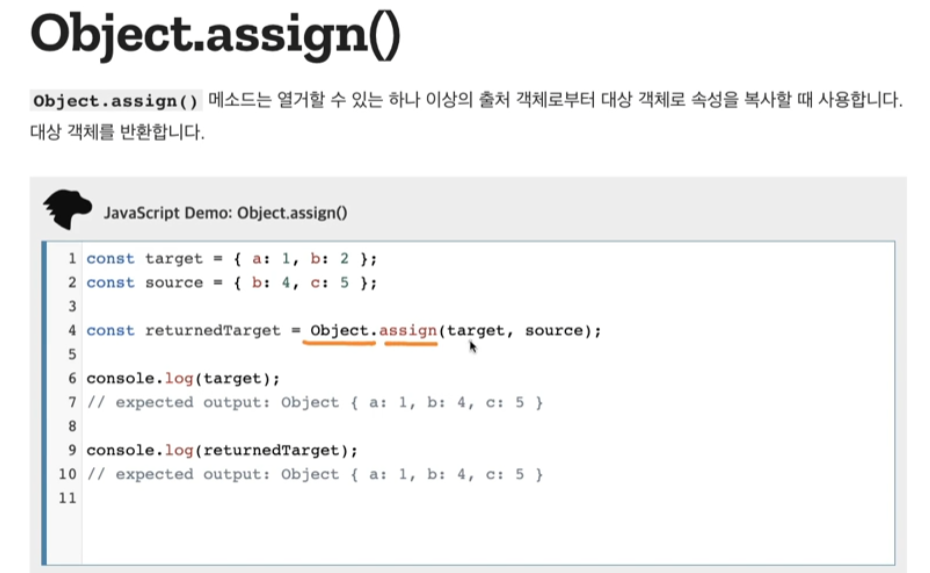 Object.assign()
Object.assign() 메소드는 열거할 수 있는 하나 이상의 출처 객체로부터 대상 객체로 속성을 복사할 때 사용합니다.
대상 객체를 반환합니다.
JavaScript Demo: Object.assign()
1 const target = { a: 1, b: 2 };
2 const source = { b: 4, c: 5 };
3
4 const returnedTarget = Object.assign(target, source);
5
6 console.log(target);
7 // expected output: Object { a: 1, b: 4, c: 5 }
8
9 console.log(returnedTarget);
10 // expected output: Object { a: 1, b: 4, c: 5 }
11